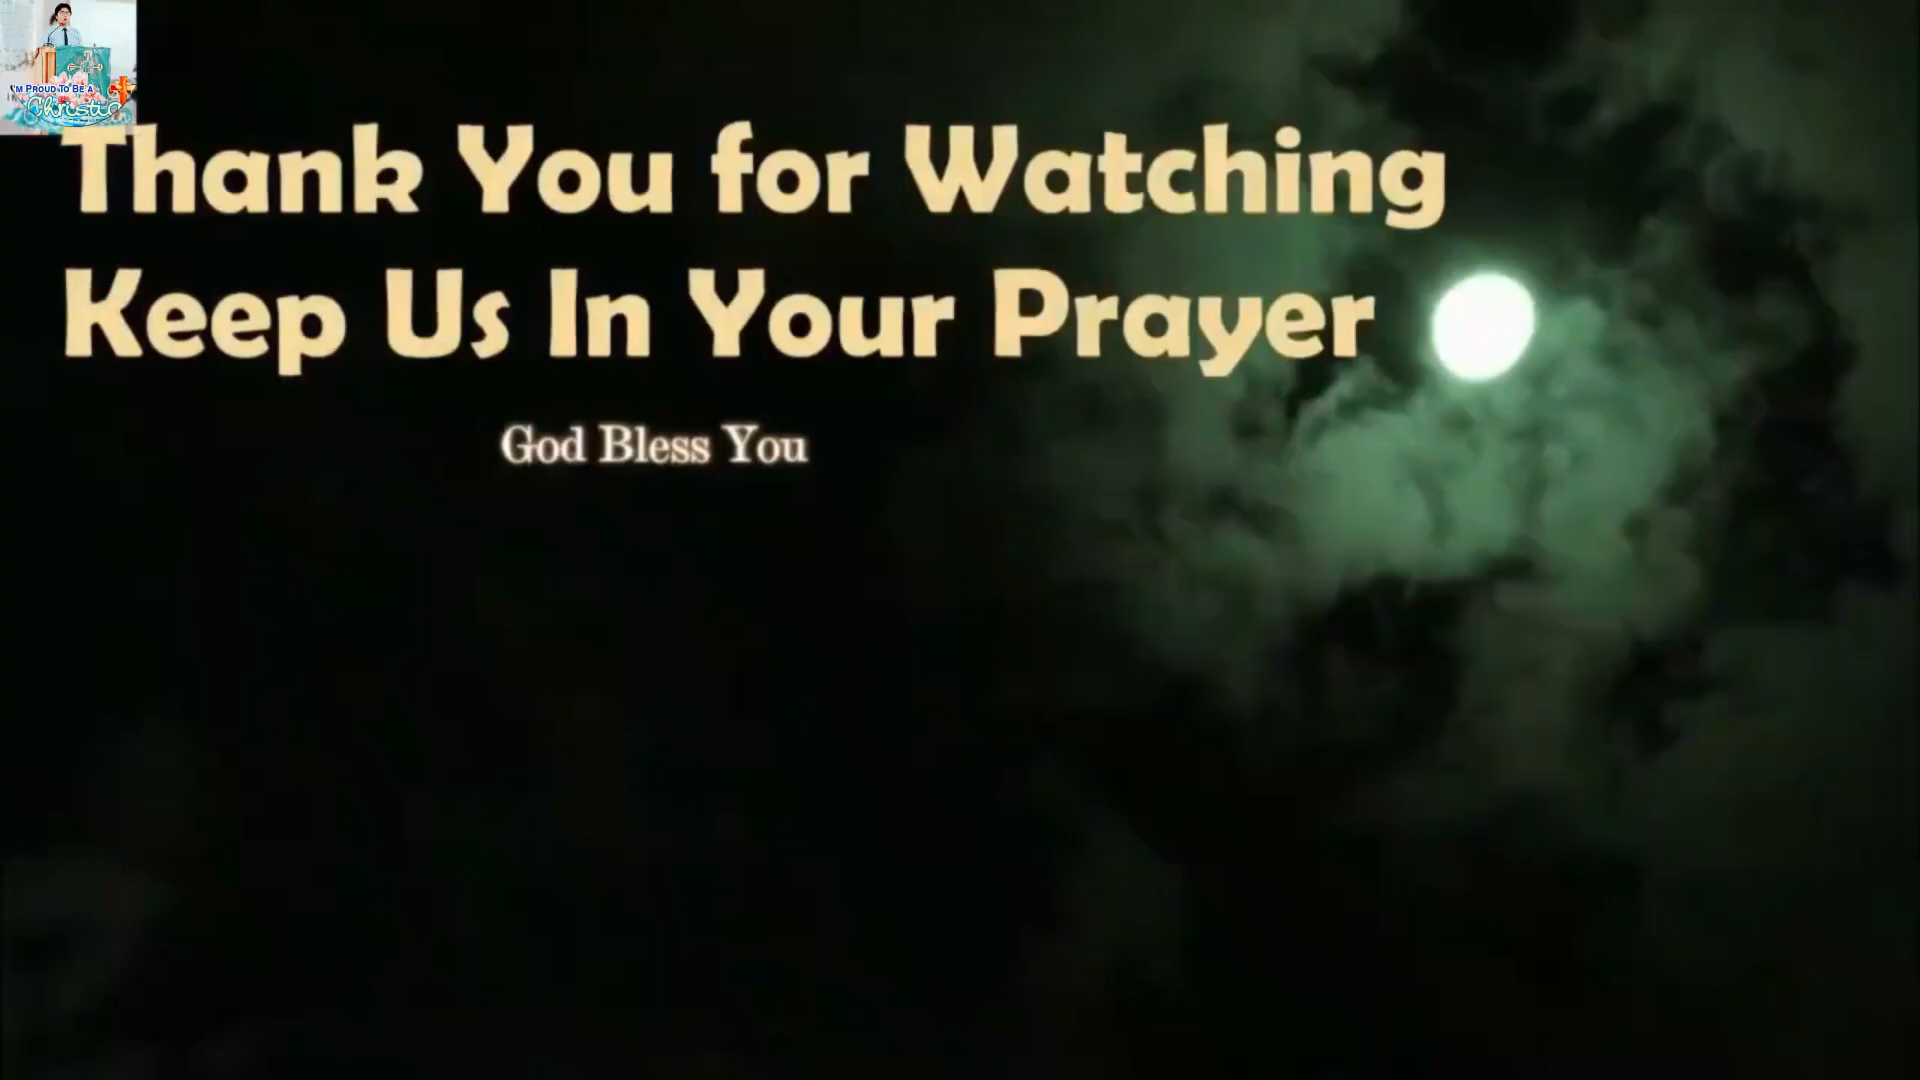 I'M PROUD TO BE A
Thank You for Watching
Keep Us In Your Prayer
God Bless You